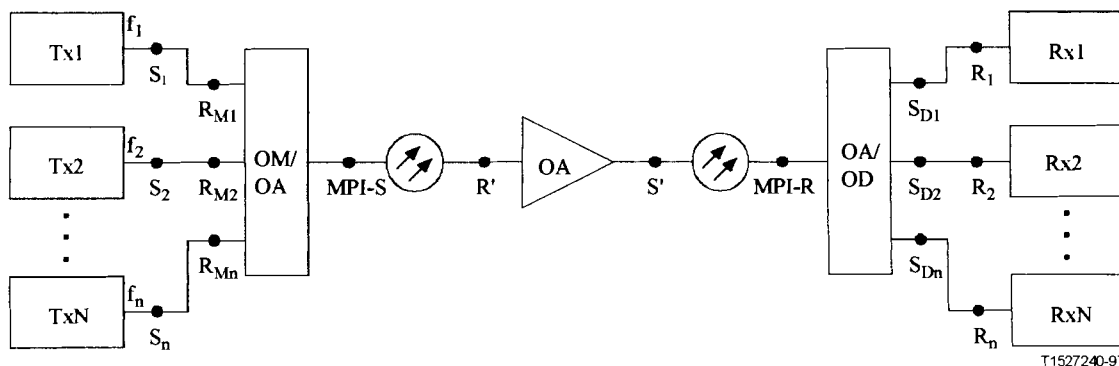 Tx1
f1
S1
RM1
Tx2
f2
S2
RM2
TxN
fn
Sn
RMn
OM/
OA
MPI-S
R'
OA
S'
MPI-R
OA/
OD
SD1
R1
Rx1
SD2
R2
Rx2
SDn
Rn
RxN
T1527240-97